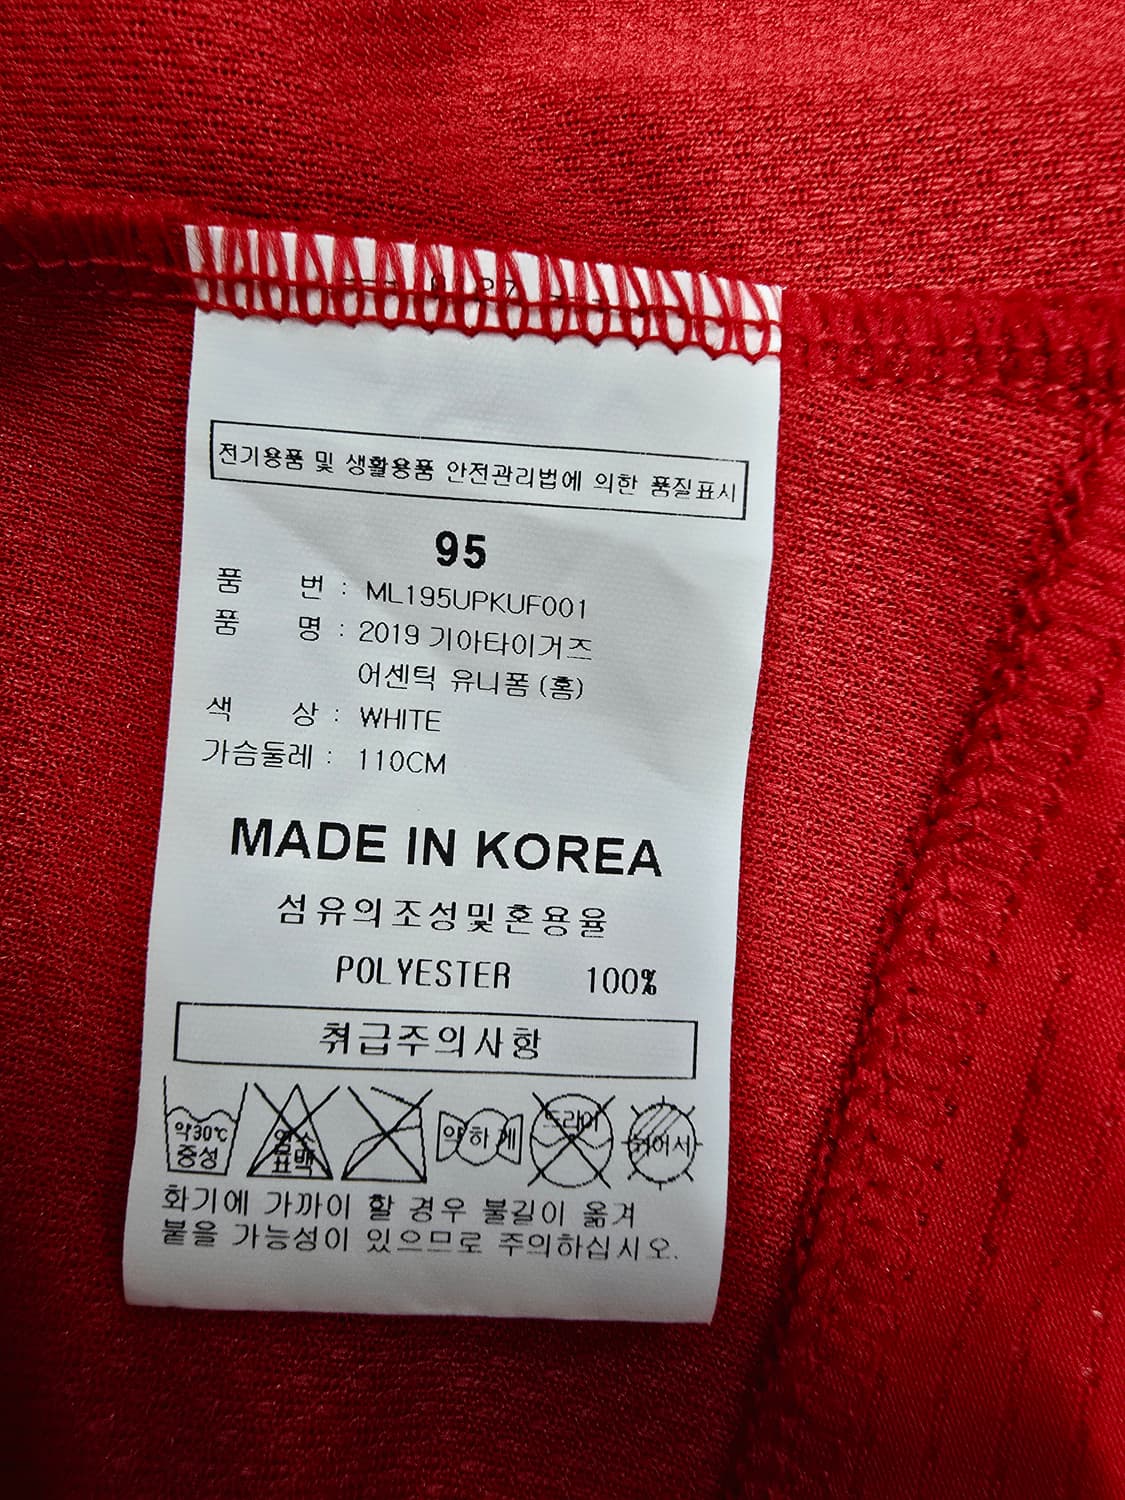 전기용품 및 생활용품 안전관리법에 의한 품질표시
95
품 번 : ML195UPKUF001
품 명 : 2019 기아타이거즈
어센틱 유니폼 (홈)
색 상 : WHITE
가슴둘레 : 110CM
MADE IN KOREA
섬유의조성및혼용율
POLYESTER 100%
취급주의사항
약30℃ 염소 약하게 드라이 뉘어서
중성 표백
화기에 가까이 할 경우 불길이 옮겨
붙을 가능성이 있으므로 주의하십시오.